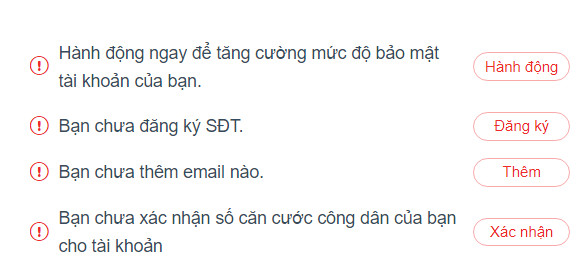 Hành động ngay để tăng cường mức độ bảo mật
tài khoản của bạn.
Hành động
Bạn chưa đăng ký SĐT.
Đăng ký
Bạn chưa thêm email nào.
Thêm
Bạn chưa xác nhận số căn cước công dân của bạn
cho tài khoản
Xác nhận